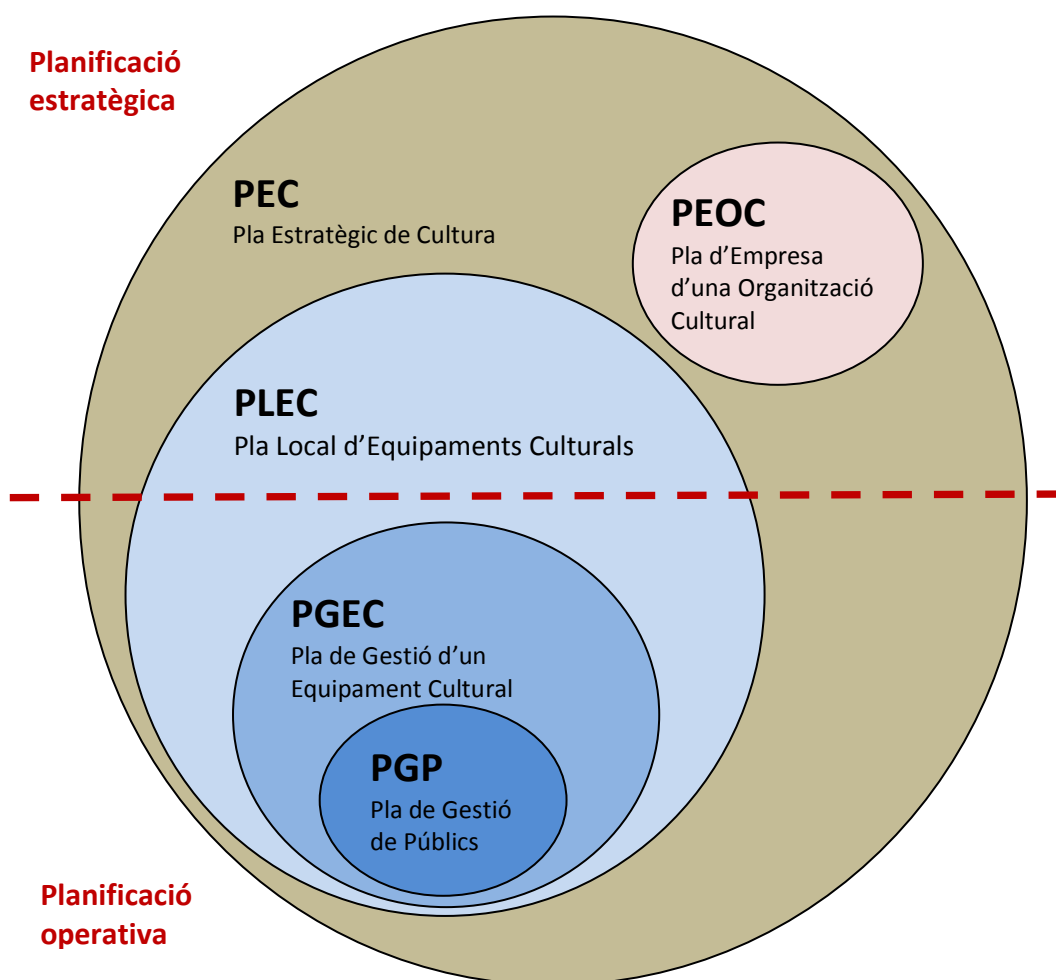 Planificació
estratègica
PEC
Pla Estratègic de Cultura
PEOC
Pla d’Empresa
d’una Organització
Cultural
PLEC
Pla Local d’Equipaments Culturals
PGEC
Pla de Gestió d’un
Equipament Cultural
PGP
Pla de Gestió
de Públics
Planificació
operativa